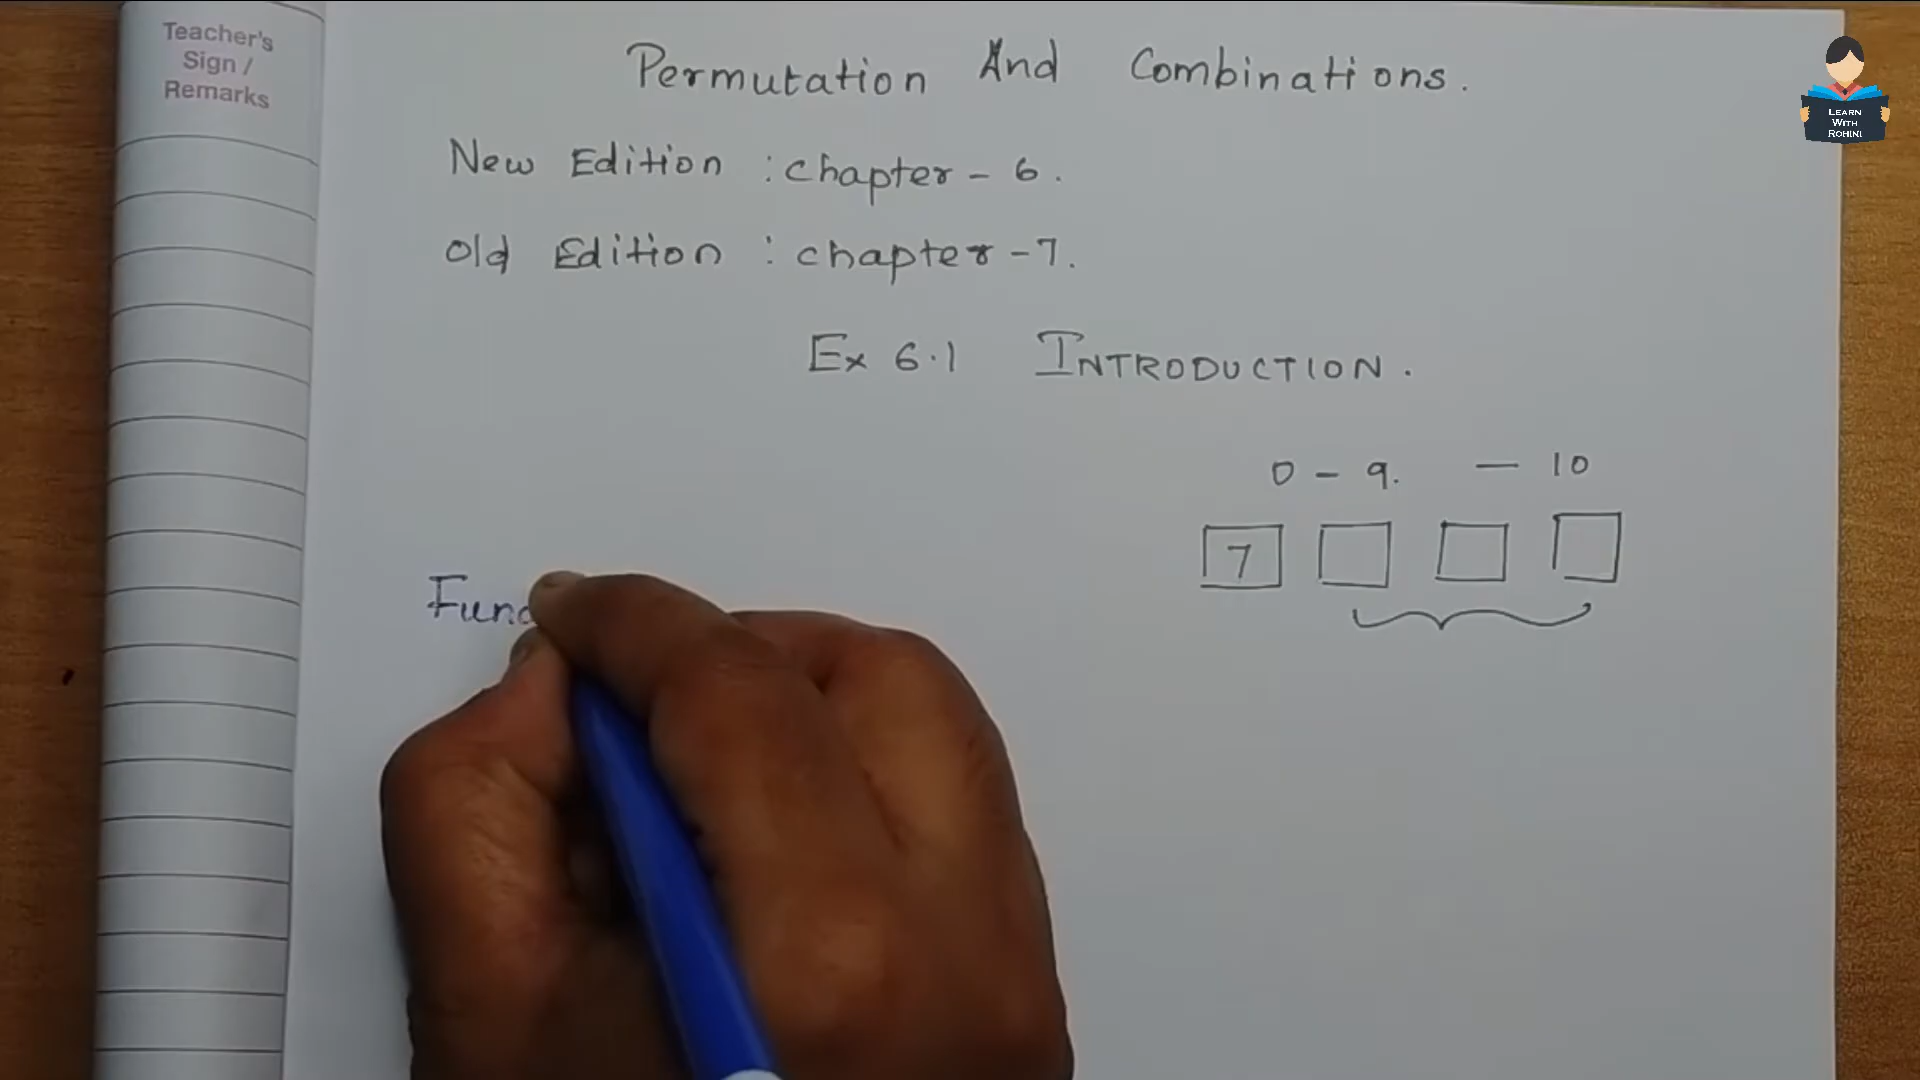 Teacher's
Sign /
Remarks
Permutation And Combinations.
LEARN
WITH
ROHINI
New Edition : chapter - 6.
Old Edition : chapter - 7.
Ex 6.1 INTRODUCTION.
0 - 9. — 10
7